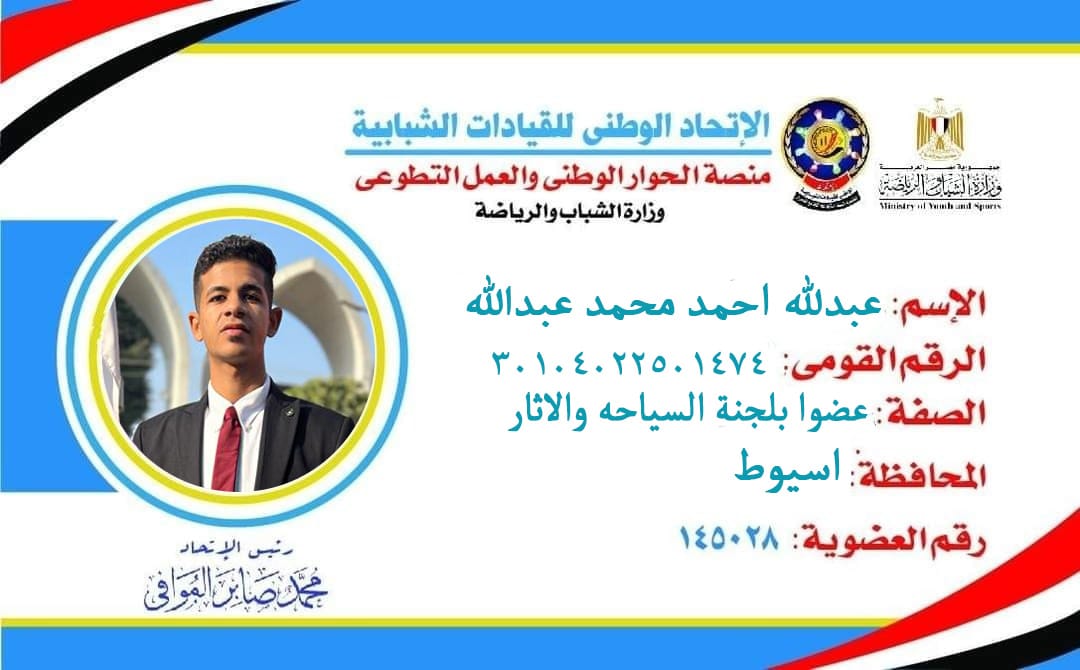 الإتحاد الوطنى للقيادات الشبابية
منصة الحوار الوطنى والعمل التطوعى
وزارة الشباب والرياضة
جمهورية مصر العربية
وزارة الشباب والرياضة
Ministry of Youth and Sports
الإسم: عبدلله احمد محمد عبدالله
الرقم القومى: ٣٠١٠٤٠٢٢٥٠١٤٧٤
الصفة: عضوا بلجنة السياحه والاثار
المحافظة: اسيوط
رقم العضوية: ١٤٥٠٢٨
رئيس الإتحاد
محمد صابر الموافى